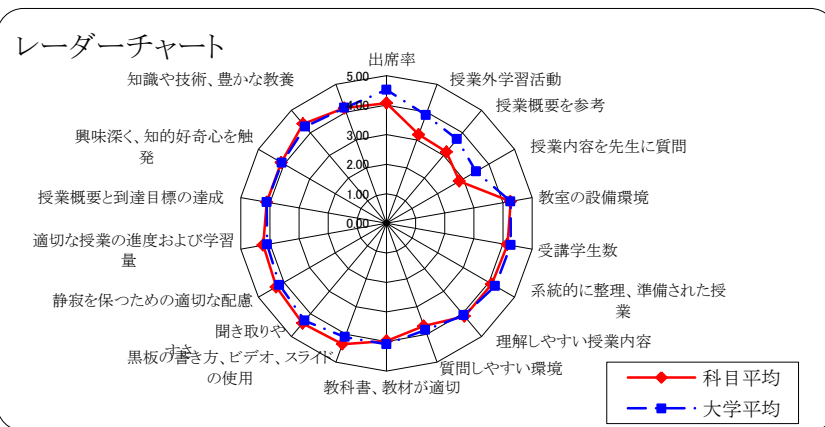 レーダーチャート
出席率
授業外学習活動
授業概要を参考
授業内容を先生に質問
教室の設備環境
受講学生数
系統的に整理、準備された授
業
理解しやすい授業内容
質問しやすい環境
教科書、教材が適切
黒板の書き方、ビデオ、スライド
の使用
聞き取りや
すさ
静寂を保つための適切な配慮
適切な授業の進度および学習
量
授業概要と到達目標の達成
興味深く、知的好奇心を触
発
知識や技術、豊かな教養
5.00
4.00
3.00
2.00
1.00
0.00
科目平均
大学平均